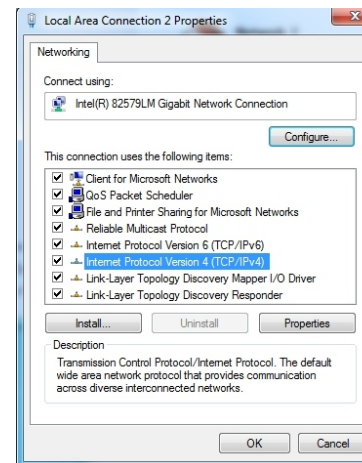 Local Area Connection 2 Properties
Networking
Connect using:
Intel(R) 82579LM Gigabit Network Connection
Configure...
This connection uses the following items:
Client for Microsoft Networks
QoS Packet Scheduler
File and Printer Sharing for Microsoft Networks
Reliable Multicast Protocol
Internet Protocol Version 6 (TCP/IPv6)
Internet Protocol Version 4 (TCP/IPv4)
Link-Layer Topology Discovery Mapper I/O Driver
Link-Layer Topology Discovery Responder
Install...
Uninstall
Properties
Description
Transmission Control Protocol/Internet Protocol. The default
wide area network protocol that provides communication
across diverse interconnected networks.
OK
Cancel